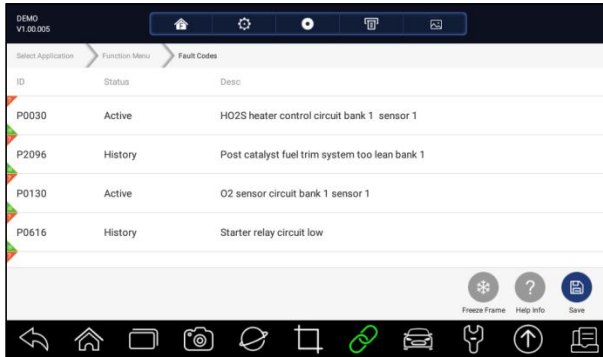 DEMO
V1.00.005
Select Application Function Menu Fault Codes
ID Status Desc
P0030 Active HO2S heater control circuit bank 1 sensor 1
P2096 History Post catalyst fuel trim system too lean bank 1
P0130 Active O2 sensor circuit bank 1 sensor 1
P0616 History Starter relay circuit low
Freeze Frame Help Info Save